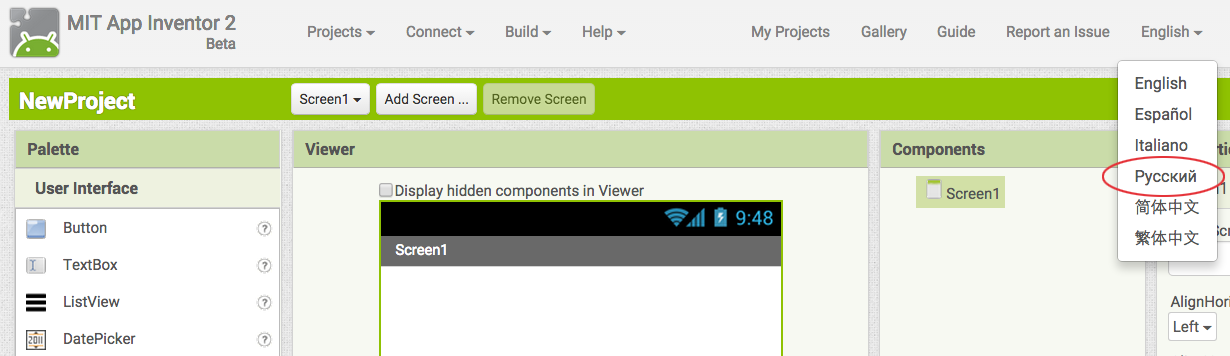 MIT App Inventor 2
Beta
Projects Connect Build Help My Projects Gallery Guide Report an Issue English
English
Español
Italiano
Русский
简体中文
繁体中文
NewProject Screen1 Add Screen ... Remove Screen
Palette Viewer Components
User Interface
Display hidden components in Viewer
Screen1
Button ?
TextBox ?
ListView ?
DatePicker ?
9:48
Screen1
AlignHori
Left